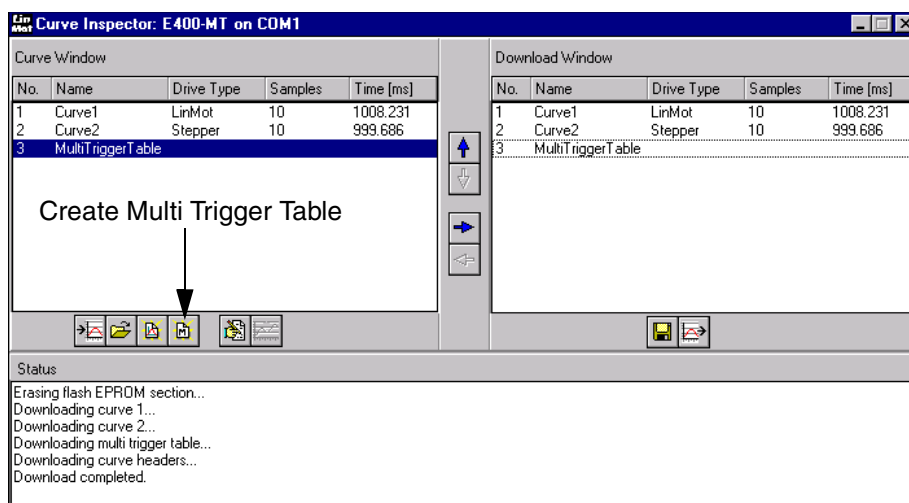 Lin Mot Curve Inspector: E400-MT on COM1
Curve Window
No. Name Drive Type Samples Time [ms]
1 Curve1 LinMot 10 1008.231
2 Curve2 Stepper 10 999.686
3 MultiTriggerTable
Create Multi Trigger Table
M
Download Window
No. Name Drive Type Samples Time [ms]
1 Curve1 LinMot 10 1008.231
2 Curve2 Stepper 10 999.686
3 MultiTriggerTable
Status
Erasing flash EPROM section...
Downloading curve 1...
Downloading curve 2...
Downloading multi trigger table...
Downloading curve headers...
Download completed.